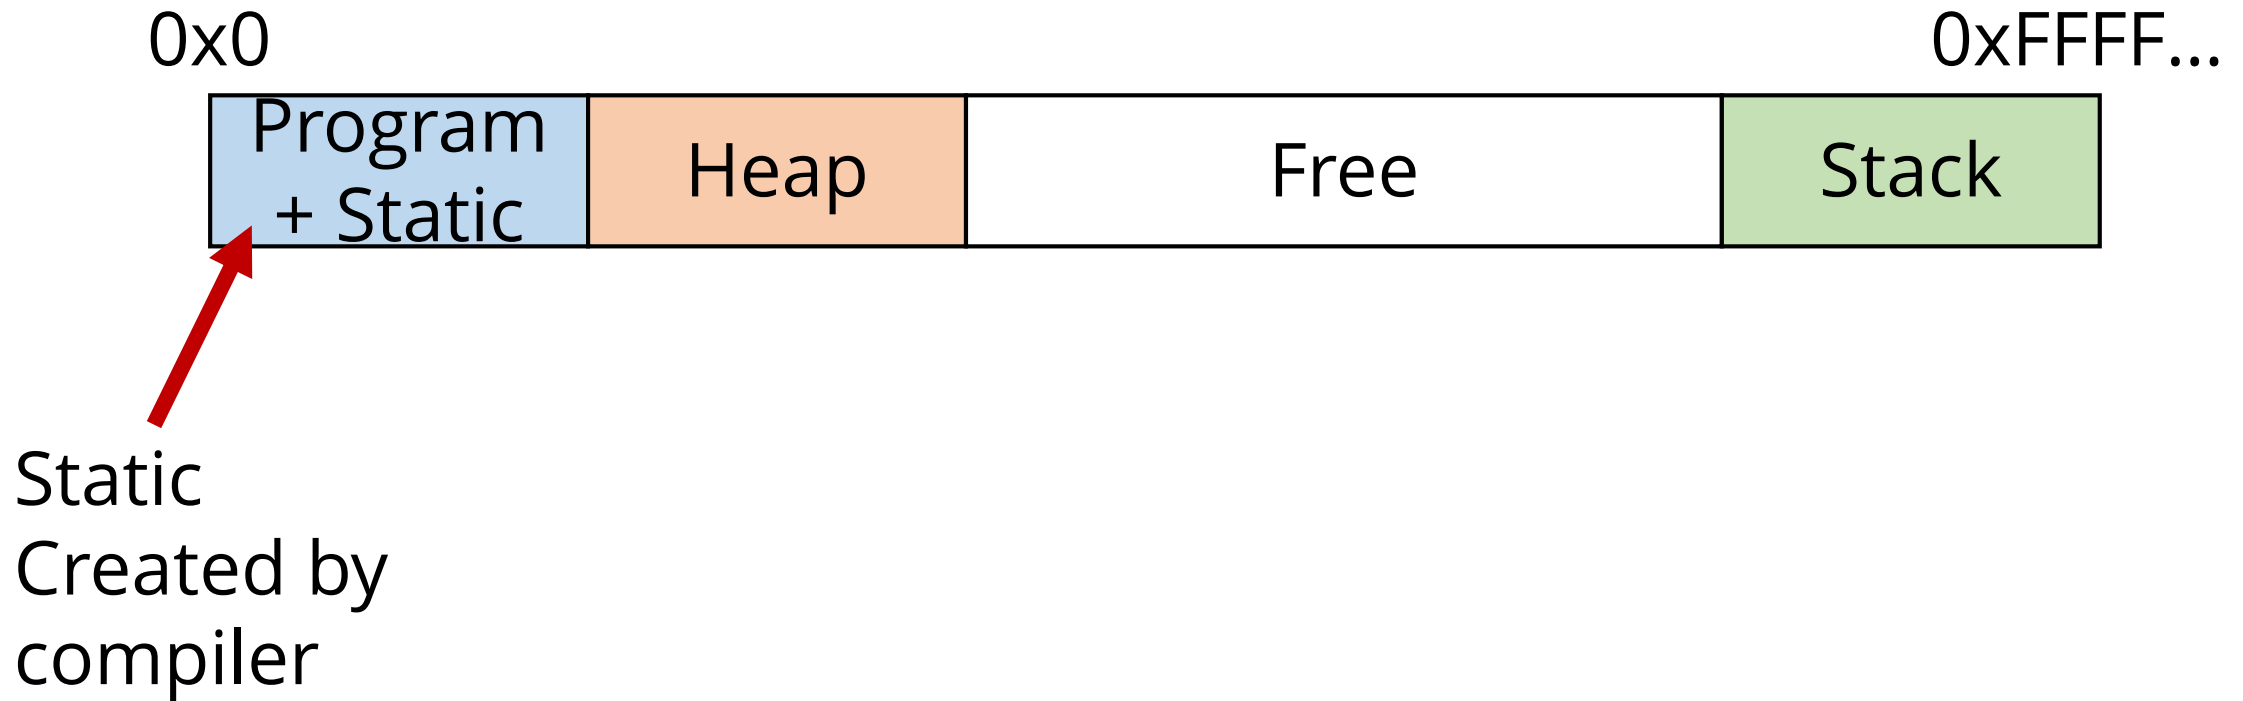 0x0
0xFFFF...
Program
+ Static
Heap
Free
Stack
Static
Created by
compiler